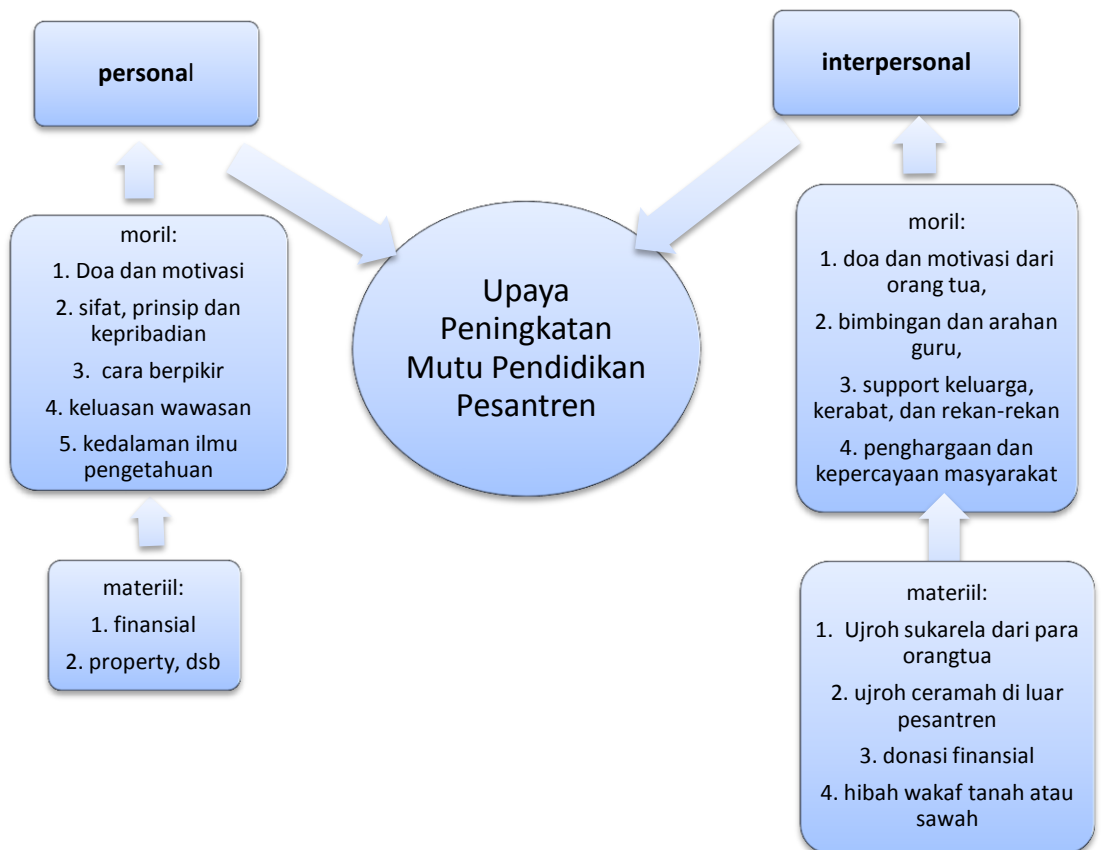 personal
moril:
1. Doa dan motivasi
2. sifat, prinsip dan
kepribadian
3. cara berpikir
4. keluasan wawasan
5. kedalaman ilmu
pengetahuan
materiil:
1. finansial
2. property, dsb
Upaya
Peningkatan
Mutu Pendidikan
Pesantren
interpersonal
moril:
1. doa dan motivasi dari
orang tua,
2. bimbingan dan arahan
guru,
3. support keluarga,
kerabat, dan rekan-rekan
4. penghargaan dan
kepercayaan masyarakat
materiil:
1. Ujroh sukarela dari para
orangtua
2. ujroh ceramah di luar
pesantren
3. donasi finansial
4. hibah wakaf tanah atau
sawah